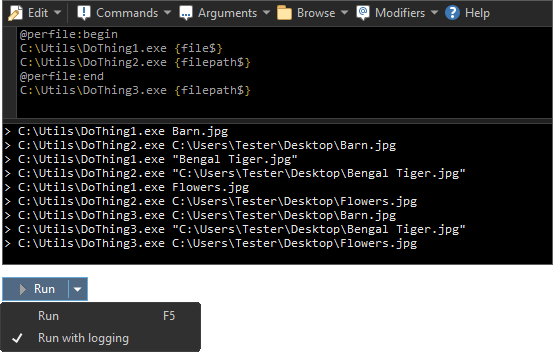 Edit Commands Arguments Browse Modifiers Help
@perfile:begin
C:\Utils\DoThing1.exe {file$}
C:\Utils\DoThing2.exe {filepath$}
@perfile:end
C:\Utils\DoThing3.exe {filepath$}
> C:\Utils\DoThing1.exe Barn.jpg
> C:\Utils\DoThing2.exe C:\Users\Tester\Desktop\Barn.jpg
> C:\Utils\DoThing1.exe "Bengal Tiger.jpg"
> C:\Utils\DoThing2.exe "C:\Users\Tester\Desktop\Bengal Tiger.jpg"
> C:\Utils\DoThing1.exe Flowers.jpg
> C:\Utils\DoThing2.exe C:\Users\Tester\Desktop\Flowers.jpg
> C:\Utils\DoThing3.exe C:\Users\Tester\Desktop\Barn.jpg
> C:\Utils\DoThing3.exe "C:\Users\Tester\Desktop\Bengal Tiger.jpg"
> C:\Utils\DoThing3.exe C:\Users\Tester\Desktop\Flowers.jpg
Run
Run F5
Run with logging